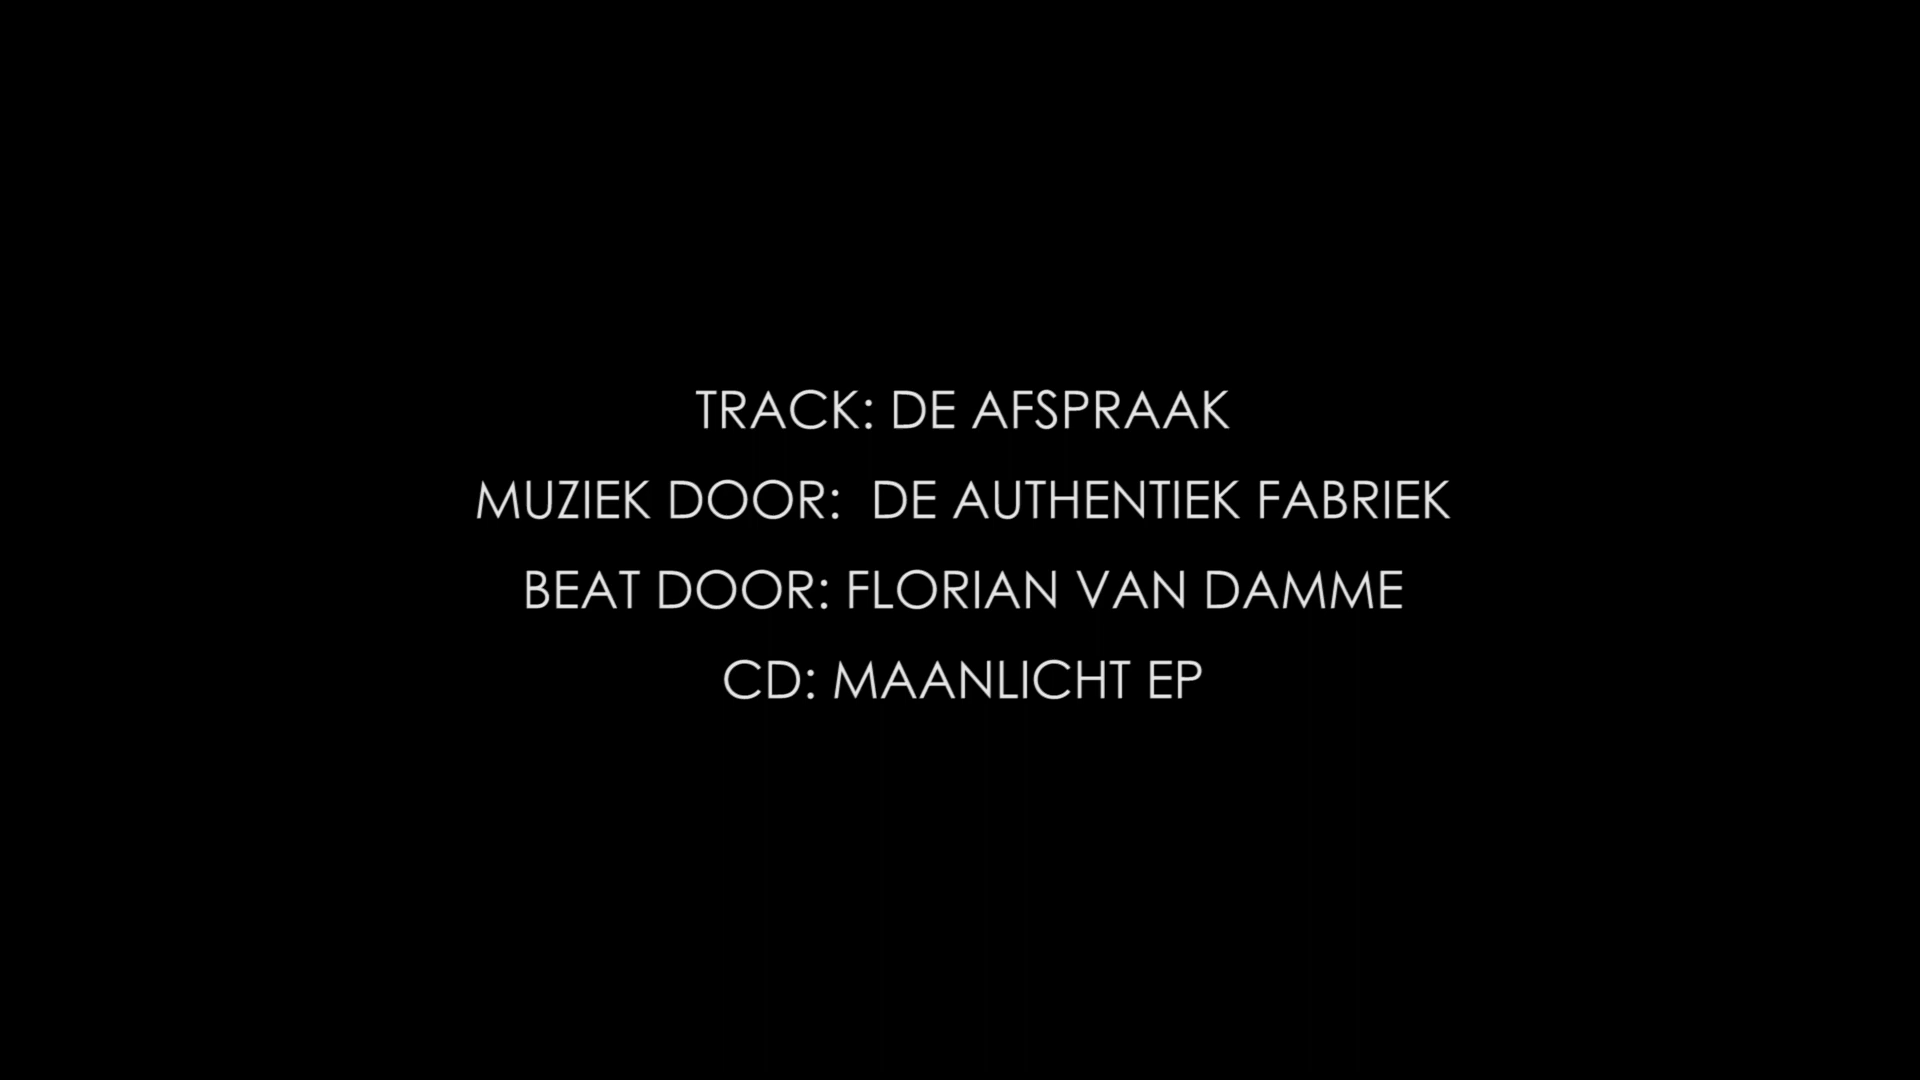 TRACK: DE AFSPRAAK
MUZIEK DOOR: DE AUTHENTIEK FABRIEK
BEAT DOOR: FLORIAN VAN DAMME
CD: MAANLICHT EP